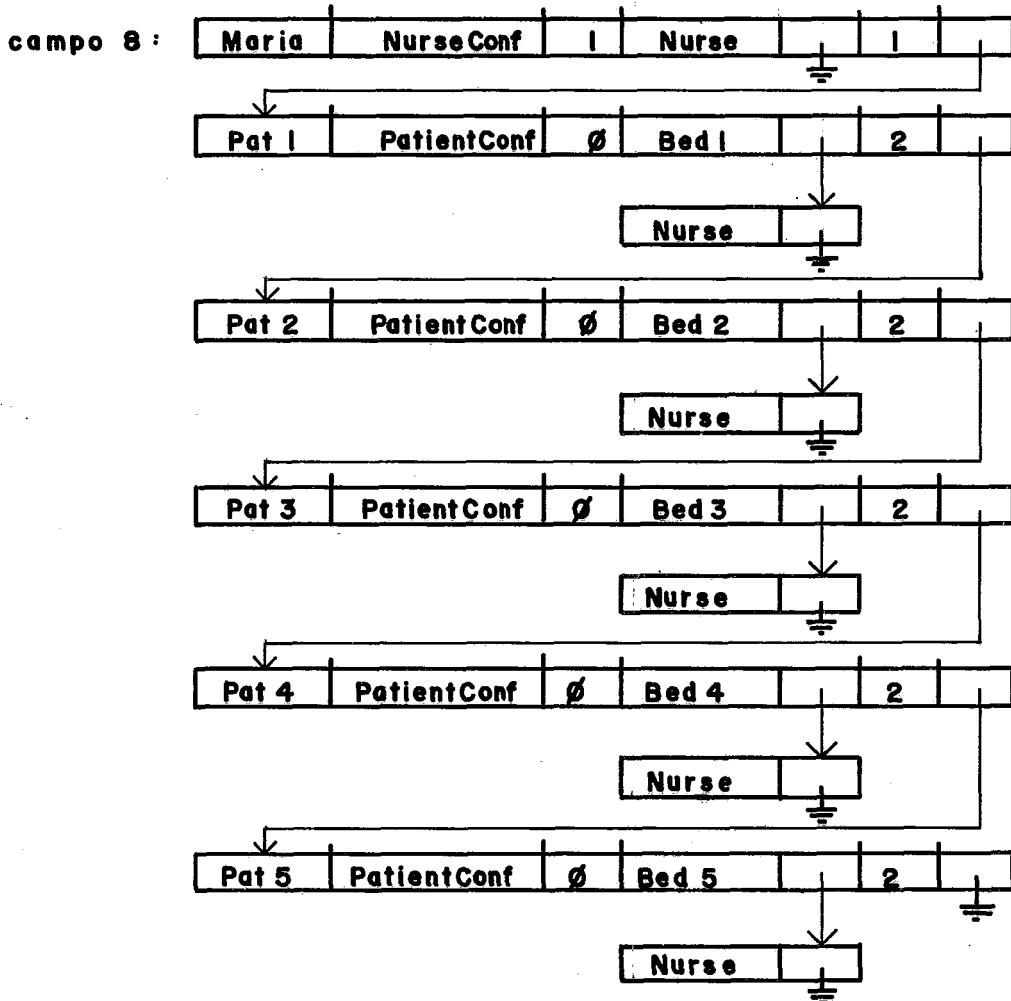 campo 8: Maria NurseConf 1 Nurse 1
Pat 1 PatientConf Ø Bed 1 2
Nurse
Pat 2 PatientConf Ø Bed 2 2
Nurse
Pat 3 PatientConf Ø Bed 3 2
Nurse
Pat 4 PatientConf Ø Bed 4 2
Nurse
Pat 5 PatientConf Ø Bed 5 2
Nurse